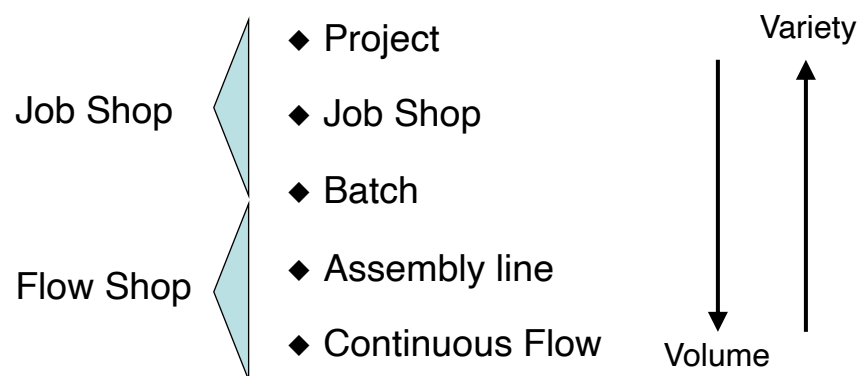 Variety
◆ Project
Job Shop
◆ Job Shop
◆ Batch
◆ Assembly line
Flow Shop
◆ Continuous Flow
Volume